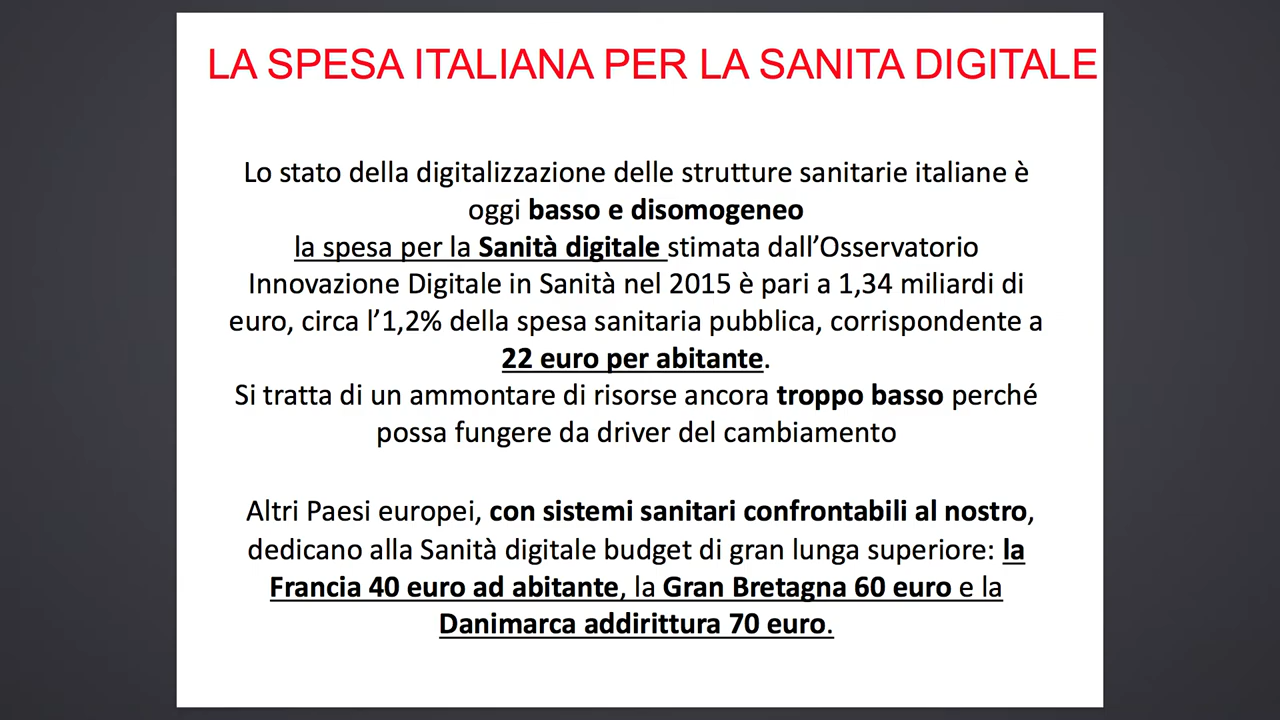 LA SPESA ITALIANA PER LA SANITA DIGITALE
Lo stato della digitalizzazione delle strutture sanitarie italiane è
oggi basso e disomogeneo
la spesa per la Sanità digitale stimata dall’Osservatorio
Innovazione Digitale in Sanità nel 2015 è pari a 1,34 miliardi di
euro, circa l’1,2% della spesa sanitaria pubblica, corrispondente a
22 euro per abitante.
Si tratta di un ammontare di risorse ancora troppo basso perché
possa fungere da driver del cambiamento
Altri Paesi europei, con sistemi sanitari confrontabili al nostro,
dedicano alla Sanità digitale budget di gran lunga superiore: la
Francia 40 euro ad abitante, la Gran Bretagna 60 euro e la
Danimarca addirittura 70 euro.